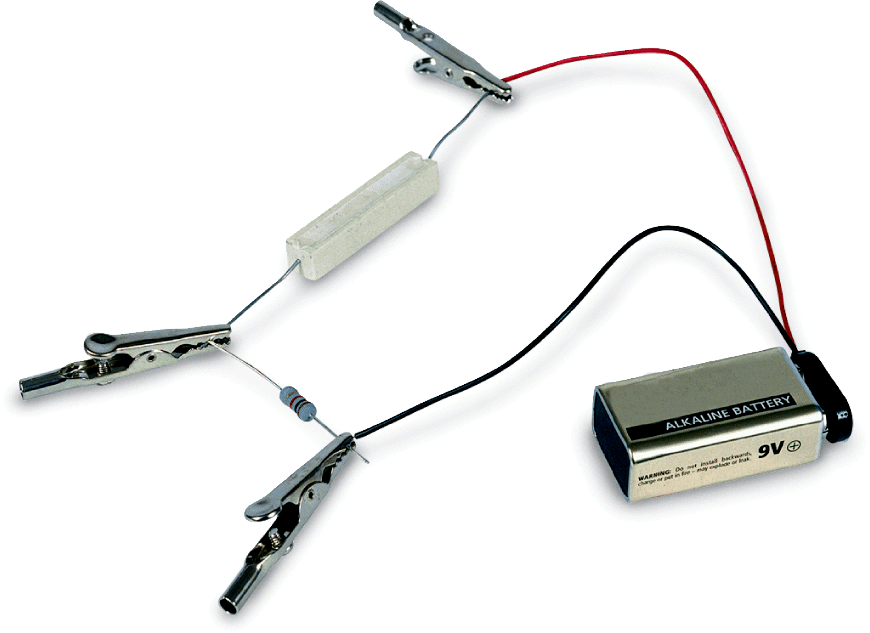 ALKALINE BATTERY
9V
WARNING: Do not install backwards,
charge or put in fire – may explode or leak.